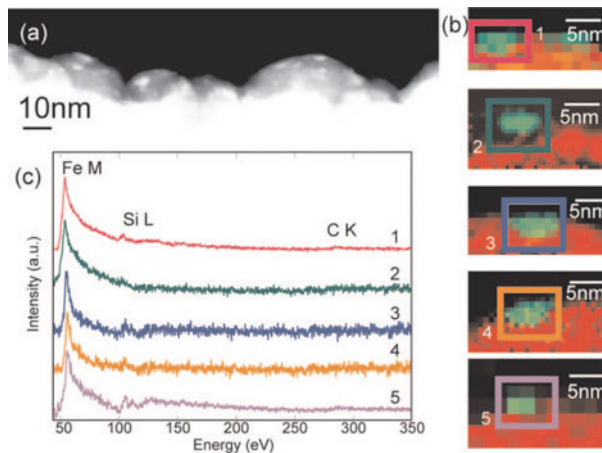 (a)
10nm
(b)
1
5nm
5nm
2
5nm
3
5nm
4
5nm
5
(c)
Fe M
Si L
C K
1
2
3
4
5
Intensity (a.u.)
50
100
150
200
250
300
350
Energy (eV)